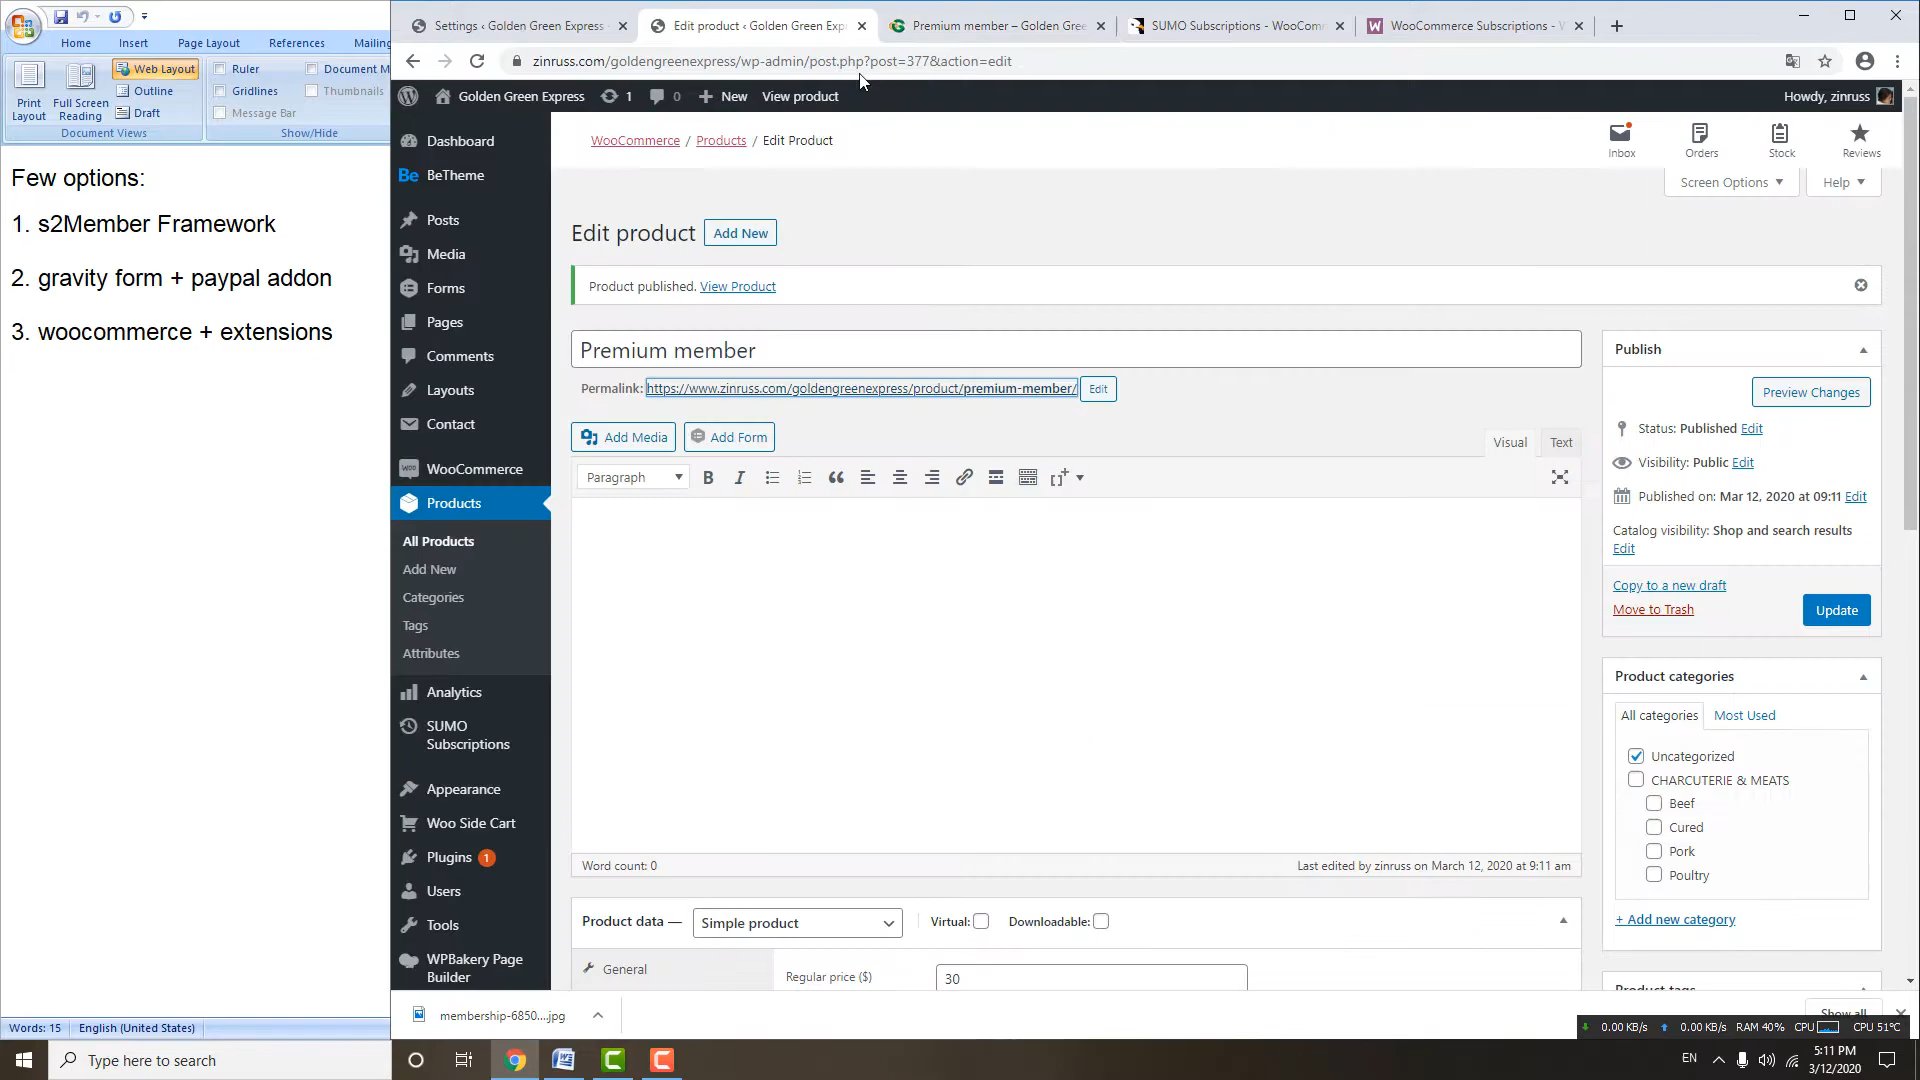 Settings ‹ Golden Green Express
Edit product ‹ Golden Green Exp
Premium member – Golden Gre
SUMO Subscriptions - WooComm
WooCommerce Subscriptions - W
zinruss.com/goldengreenexpress/wp-admin/post.php?post=377&action=edit
Home
Insert
Page Layout
References
Mailing
Print Layout
Full Screen Reading
Web Layout
Outline
Draft
Document Views
Ruler
Gridlines
Message Bar
Document M
Thumbnails
Show/Hide
Few options:
1. s2Member Framework
2. gravity form + paypal addon
3. woocommerce + extensions
Words: 15
English (United States)
Golden Green Express
1
0
New
View product
Howdy, zinruss
Dashboard
Be
BeTheme
Posts
Media
Forms
Pages
Comments
Layouts
Contact
WooCommerce
Products
All Products
Add New
Categories
Tags
Attributes
Analytics
SUMO
Subscriptions
Appearance
Woo Side Cart
Plugins 1
Users
Tools
WPBakery Page
Builder
WooCommerce / Products / Edit Product
Inbox
Orders
Stock
Reviews
Screen Options
Help
Edit product
Add New
Product published. View Product
Premium member
Permalink: https://www.zinruss.com/goldengreenexpress/product/premium-member/
Edit
Add Media
Add Form
Visual
Text
Paragraph
B
I
Word count: 0
Last edited by zinruss on March 12, 2020 at 9:11 am
Product data —
Simple product
Virtual:
Downloadable:
General
Regular price ($)
30
Publish
Preview Changes
Status: Published Edit
Visibility: Public Edit
Published on: Mar 12, 2020 at 09:11 Edit
Catalog visibility: Shop and search results
Edit
Copy to a new draft
Move to Trash
Update
Product categories
All categories
Most Used
Uncategorized
CHARCUTERIE & MEATS
Beef
Cured
Pork
Poultry
+ Add new category
Product tags
membership-6850....jpg
Show all
0.00 KB/s
0.00 KB/s
RAM 40%
CPU
CPU 51°C
Type here to search
EN
5:11 PM
3/12/2020